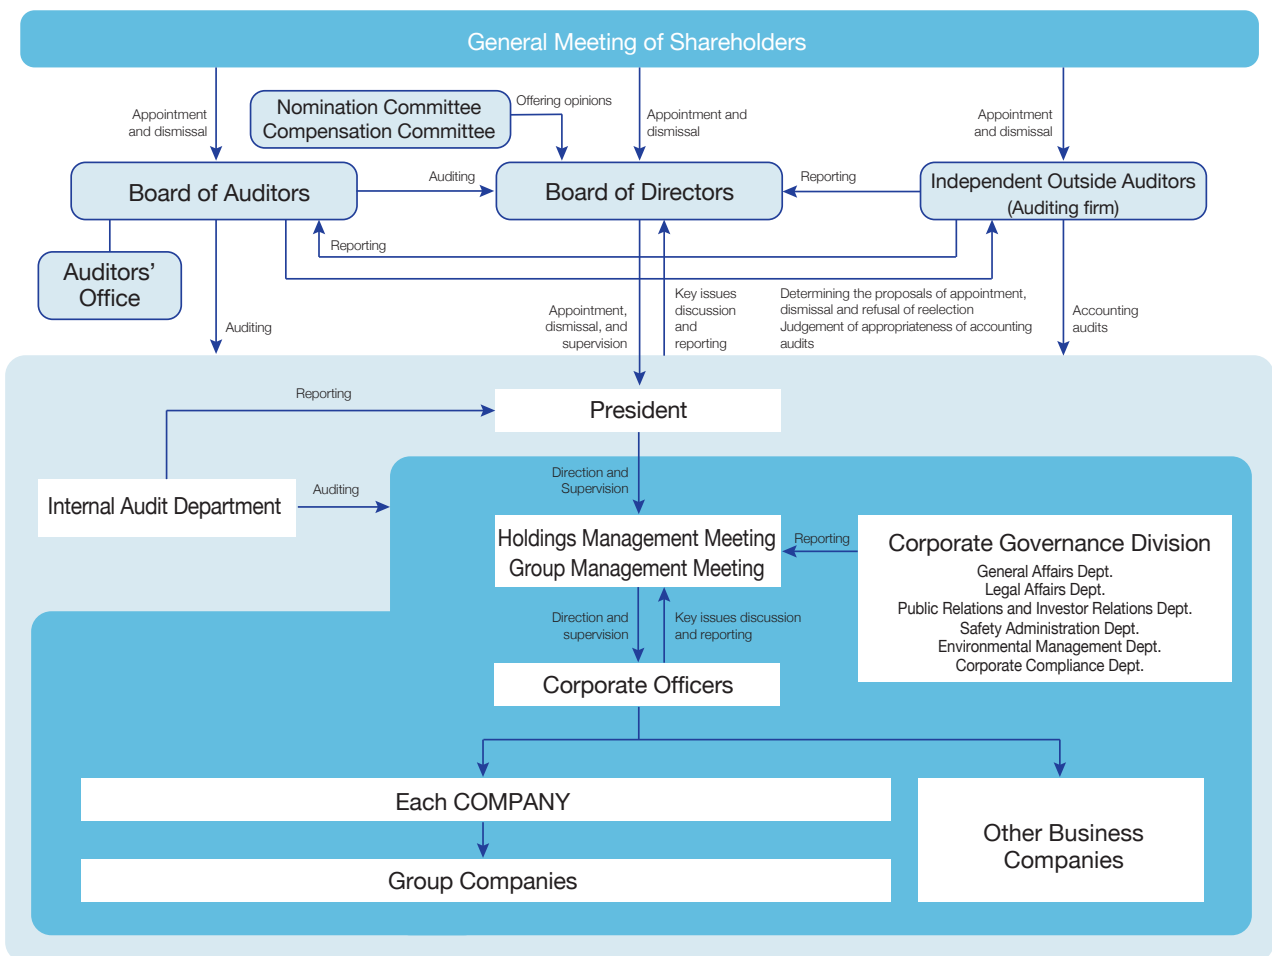 General Meeting of Shareholders
Appointment
and dismissal
Nomination Committee
Compensation Committee
Offering opinions
Appointment and
dismissal
Appointment
and dismissal
Board of Auditors
Auditing
Board of Directors
Reporting
Independent Outside Auditors
(Auditing firm)
Reporting
Auditors’
Office
Auditing
Appointment,
dismissal, and
supervision
Key issues
discussion
and
reporting
Determining the proposals of appointment,
dismissal and refusal of reelection
Judgement of appropriateness of accounting
audits
Accounting
audits
Reporting
President
Internal Audit Department
Auditing
Direction and
Supervision
Holdings Management Meeting
Group Management Meeting
Reporting
Corporate Governance Division
General Affairs Dept.
Legal Affairs Dept.
Public Relations and Investor Relations Dept.
Safety Administration Dept.
Environmental Management Dept.
Corporate Compliance Dept.
Direction and
supervision
Key issues discussion
and reporting
Corporate Officers
Each COMPANY
Group Companies
Other Business
Companies